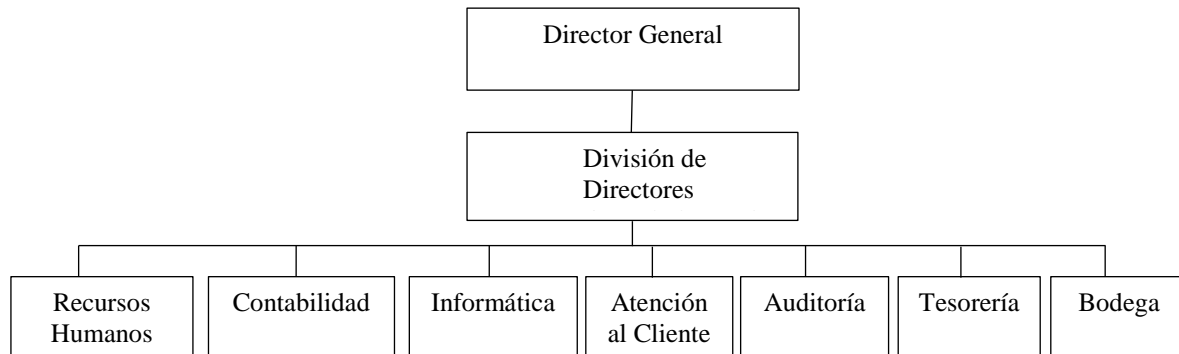 Director General
División de
Directores
Recursos
Humanos
Contabilidad
Informática
Atención
al Cliente
Auditoría
Tesorería
Bodega